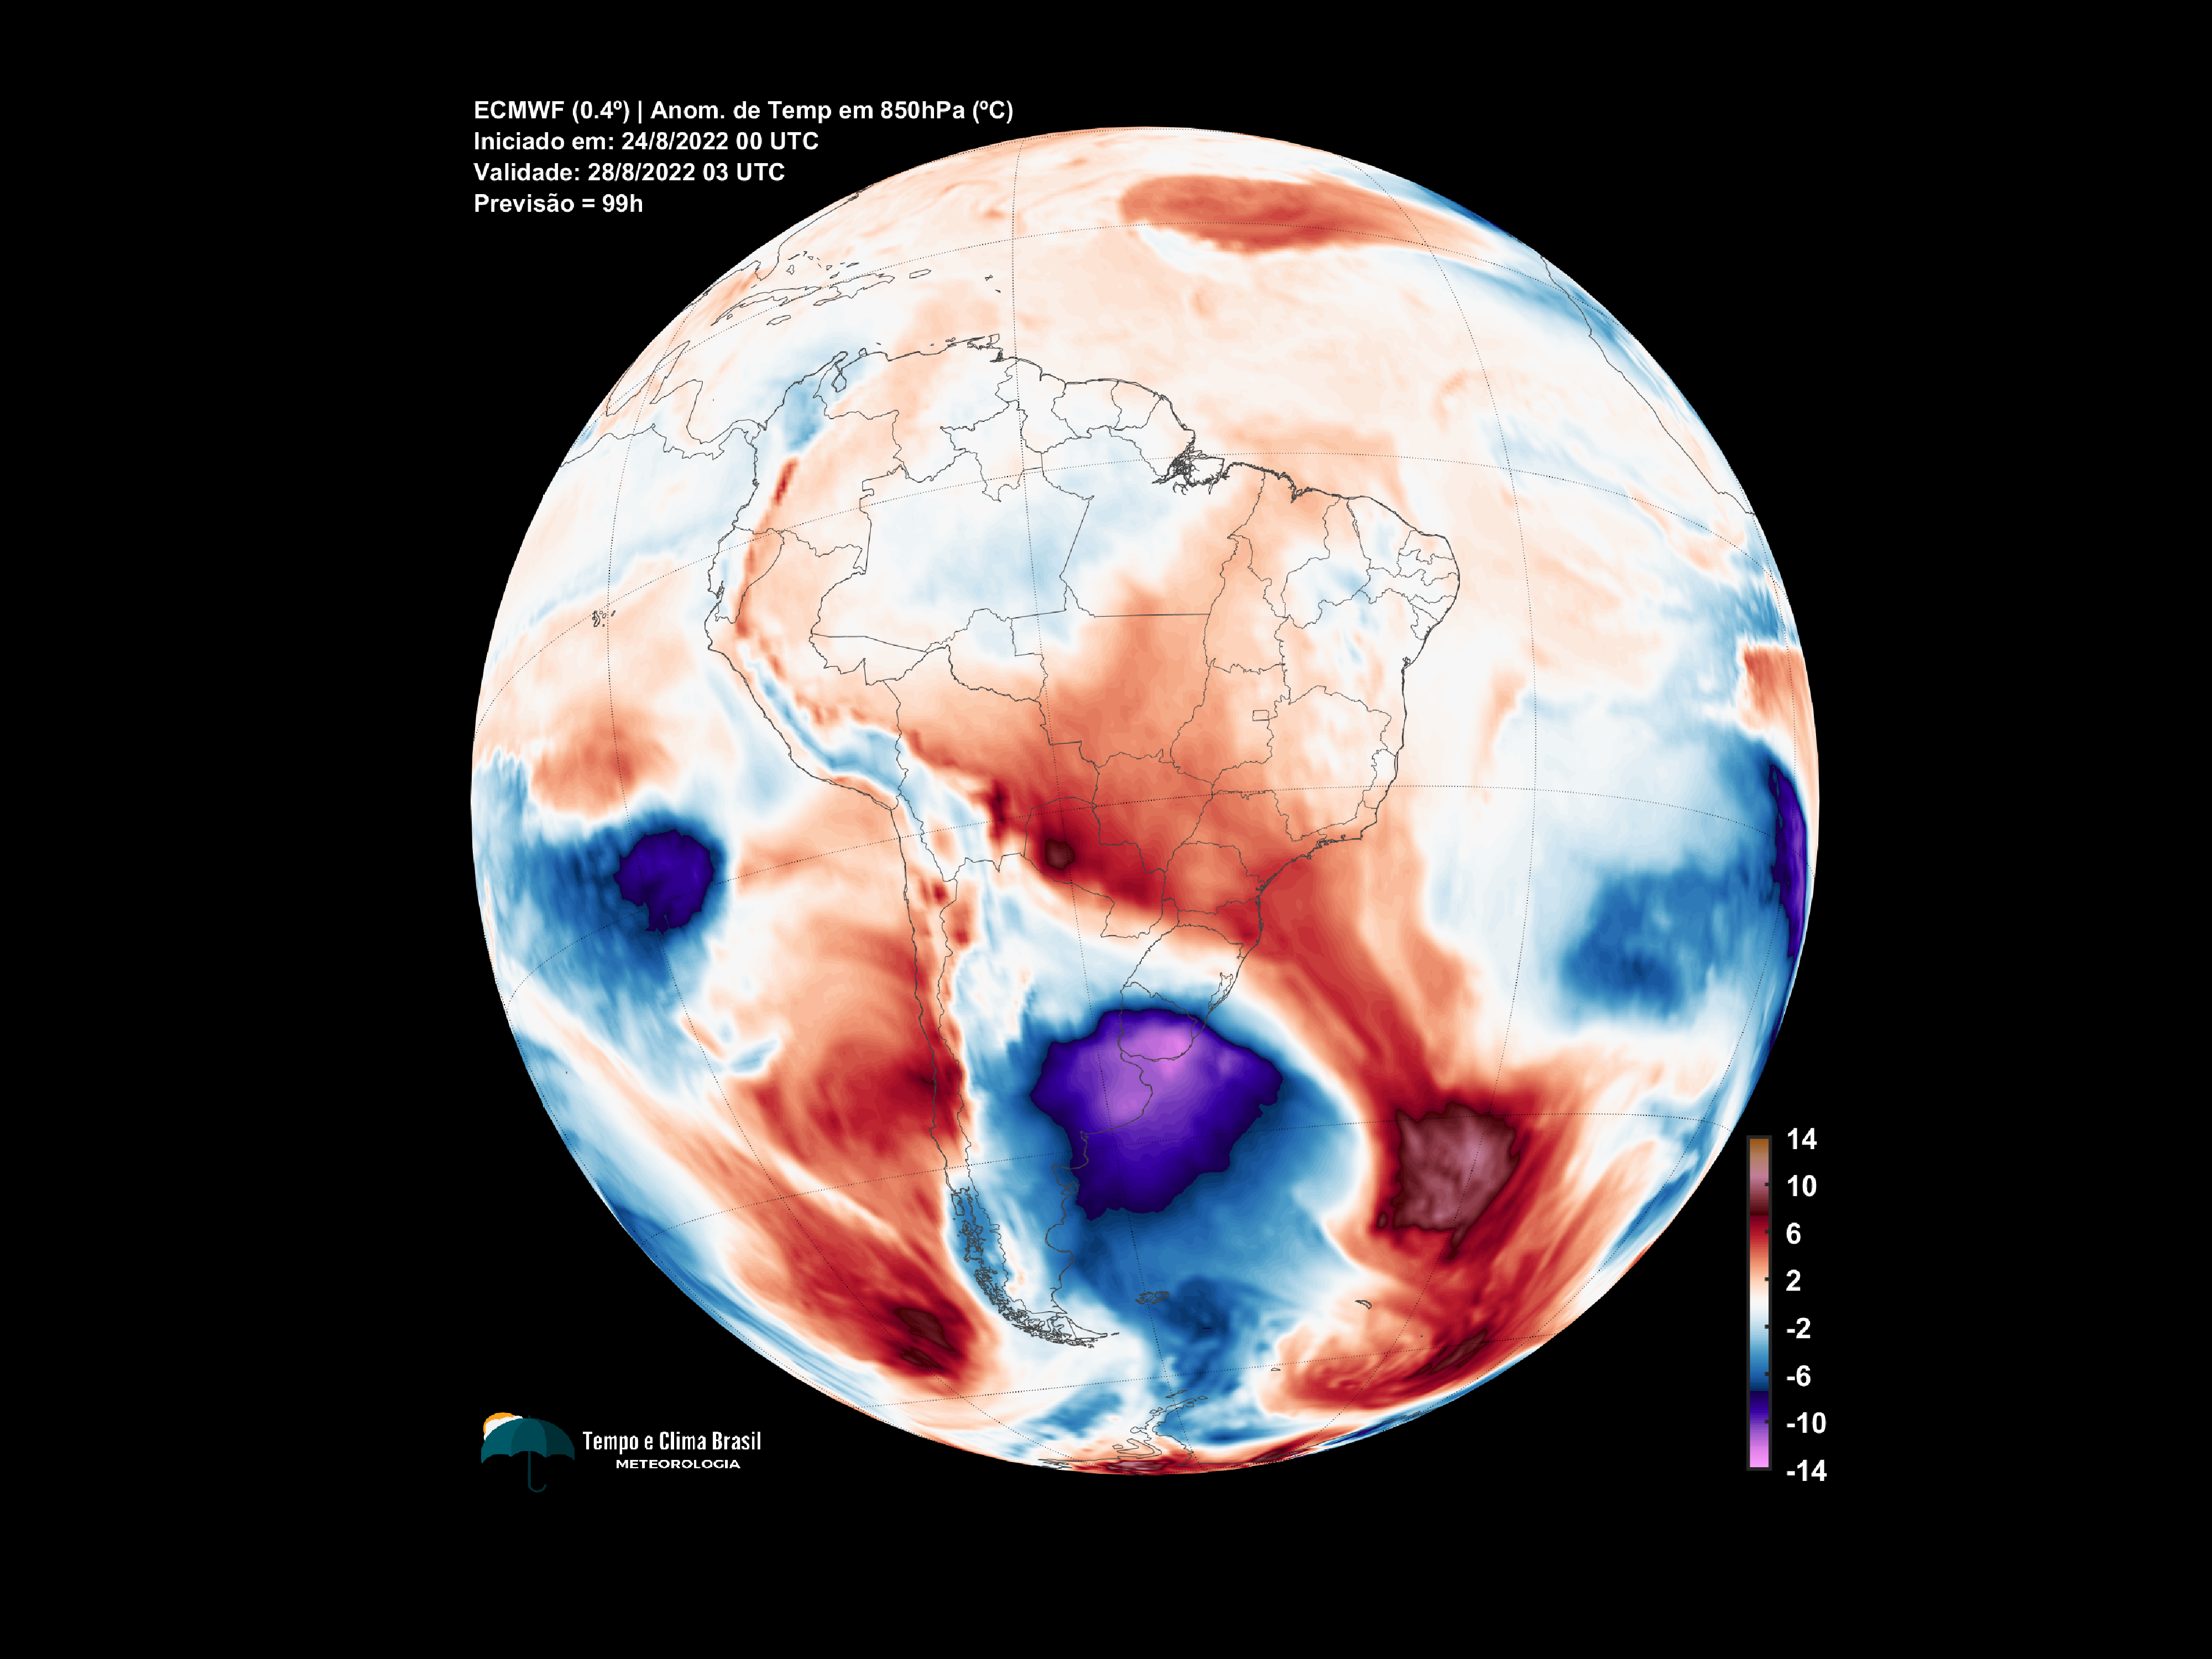 ECMWF (0.4º) | Anom. de Temp em 850hPa (ºC)
Iniciado em: 24/8/2022 00 UTC
Validade: 28/8/2022 03 UTC
Previsão = 99h
14
10
6
2
-2
-6
-10
-14
Tempo e Clima Brasil
METEOROLOGIA